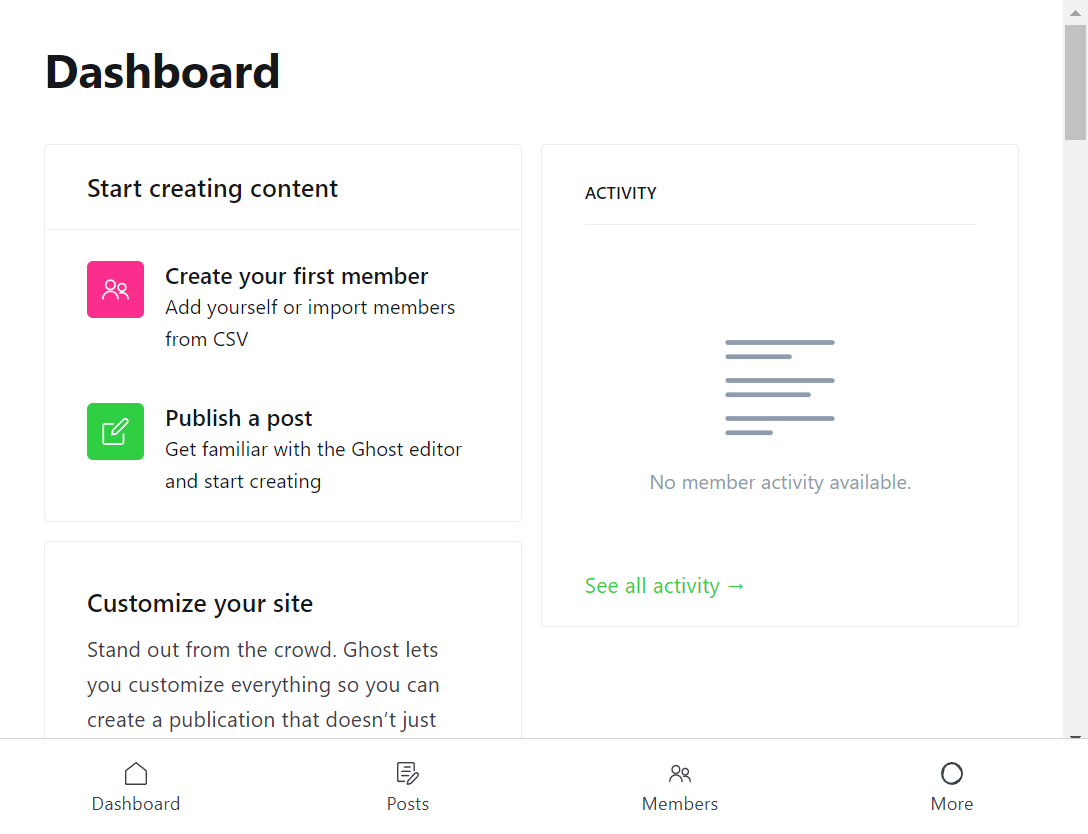 Dashboard
Start creating content
Create your first member
Add yourself or import members
from CSV
Publish a post
Get familiar with the Ghost editor
and start creating
Customize your site
Stand out from the crowd. Ghost lets
you customize everything so you can
create a publication that doesn’t just
ACTIVITY
No member activity available.
See all activity →
Dashboard
Posts
Members
More